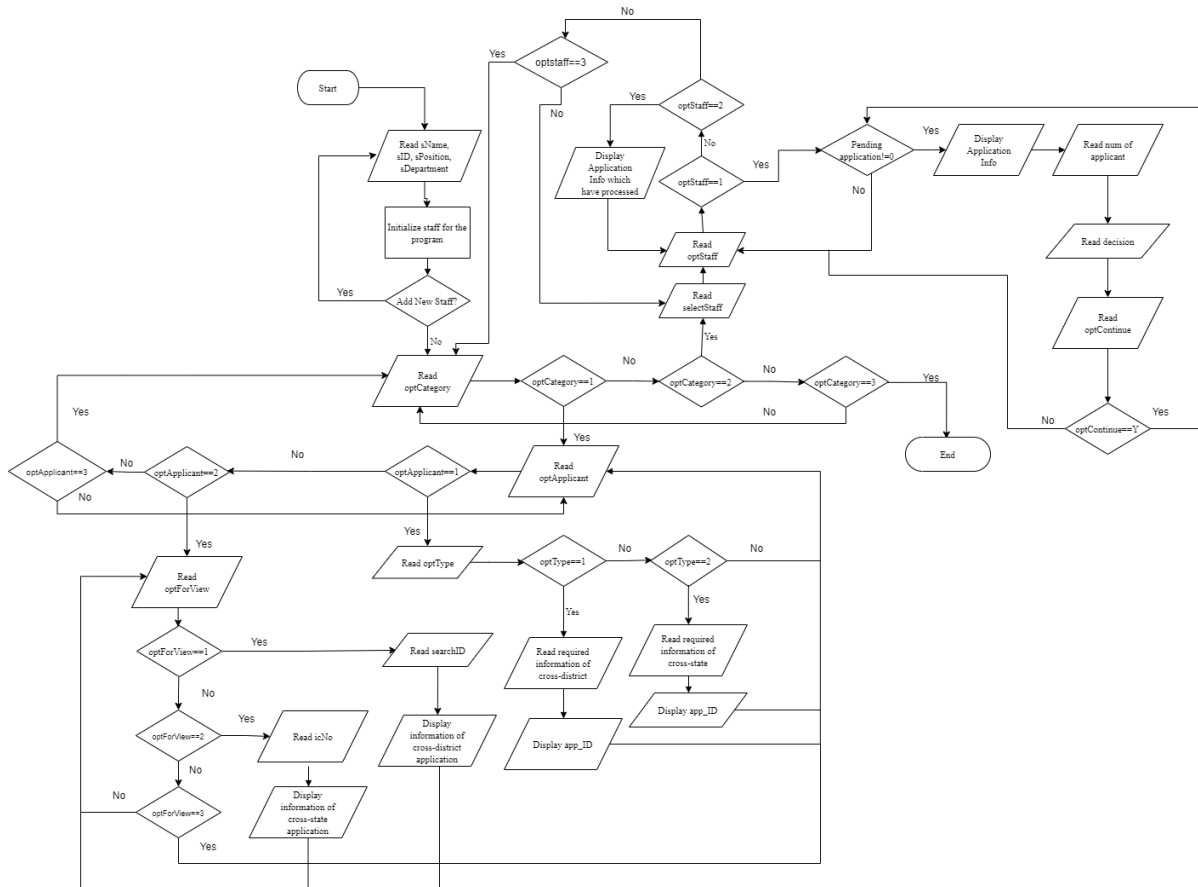 No
Yes
optstaff==3
No
Start
Yes
optStaff==2
No
Read sName,
sID, sPosition,
sDepartment
Display
Application
Info which
have processed
optStaff==1
Yes
Pending
application!=0
Yes
Display
Application
Info
Read num of
applicant
No
Initialize staff for the
program
Read
optStaff
Read decision
Yes
Add New Staff?
Read
selectStaff
Read
optContinue
No
Yes
Read
optCategory
optCategory==1
No
optCategory==2
No
optCategory==3
Yes
No
No
optContinue==Y
Yes
Yes
Yes
End
optApplicant==3
No
optApplicant==2
No
optApplicant==1
Read
optApplicant
No
Yes
Yes
Read
optForView
Read optType
optType==1
No
optType==2
No
Yes
Yes
optForView==1
Yes
Read searchID
Read required
information of
cross-district
Read required
information of
cross-state
No
Display app_ID
optForView==2
Yes
Read icNo
Display
information of
cross-district
application
Display app_ID
No
No
optForView==3
Display
information of
cross-state
application
Yes